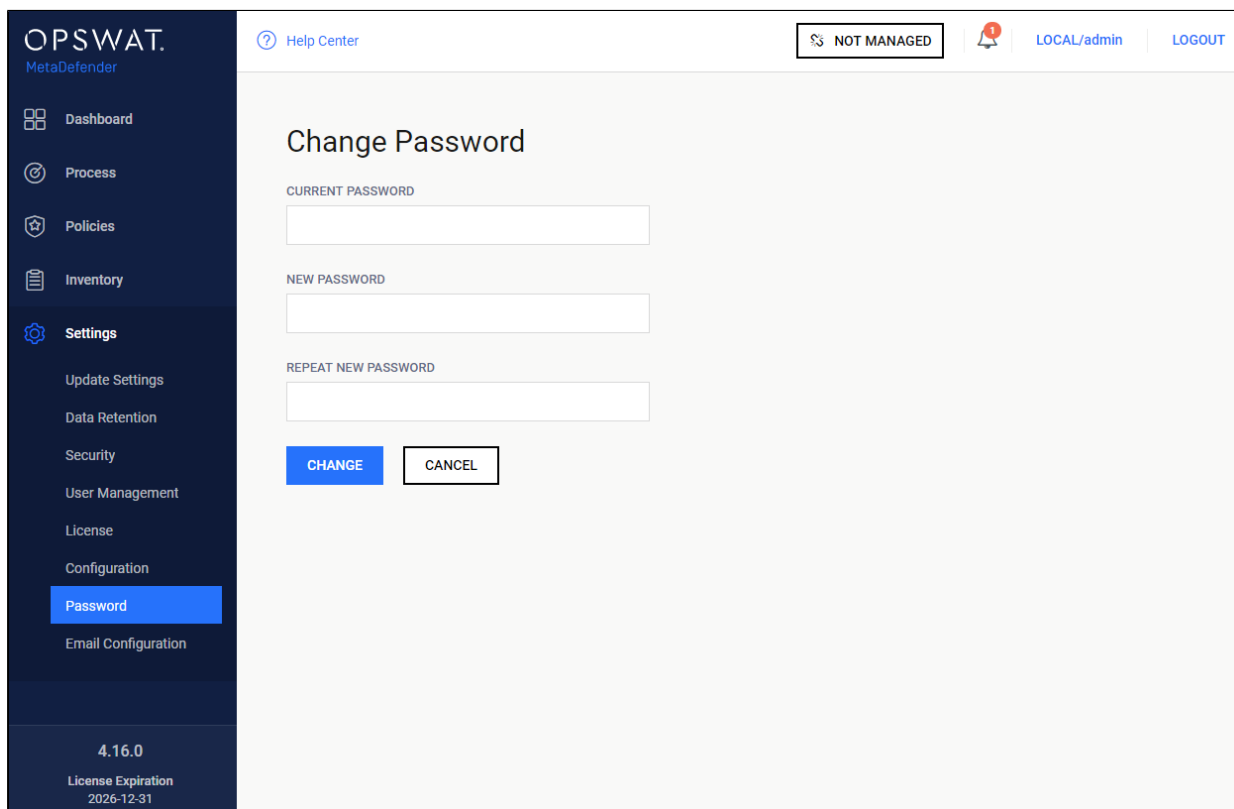 OPSWAT.
MetaDefender
Help Center
NOT MANAGED
1
LOCAL/admin
LOGOUT
Dashboard
Process
Policies
Inventory
Settings
Update Settings
Data Retention
Security
User Management
License
Configuration
Password
Email Configuration
4.16.0
License Expiration
2026-12-31
Change Password
CURRENT PASSWORD
NEW PASSWORD
REPEAT NEW PASSWORD
CHANGE
CANCEL